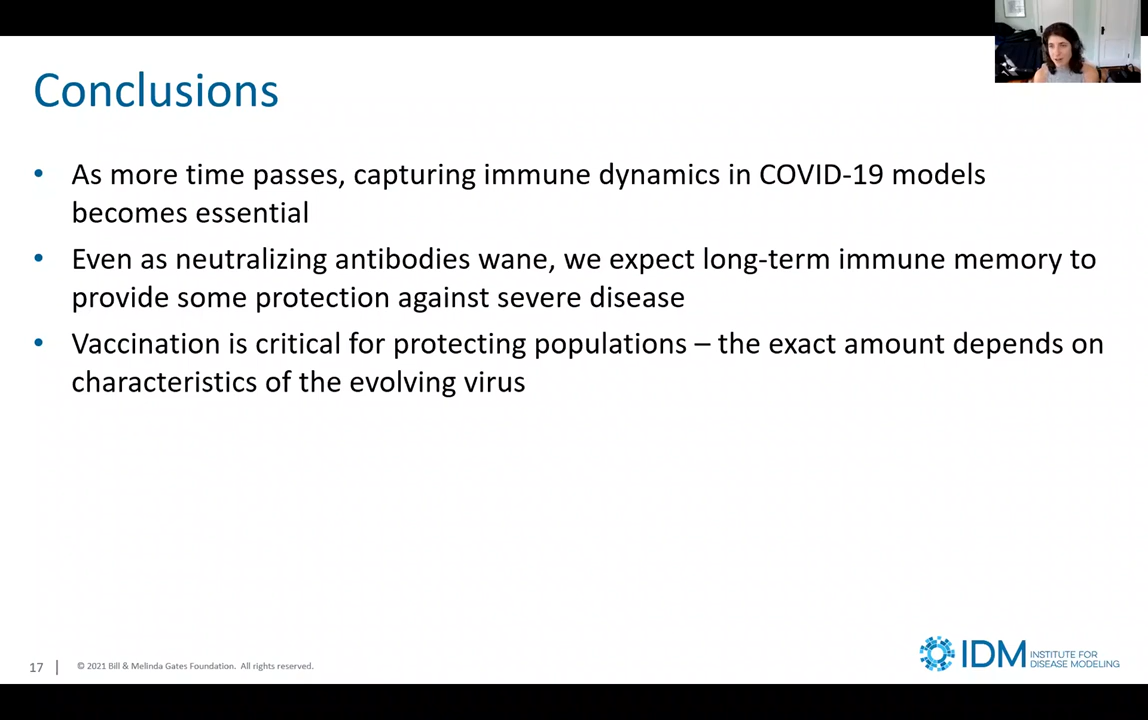 Conclusions
• As more time passes, capturing immune dynamics in COVID-19 models
becomes essential
• Even as neutralizing antibodies wane, we expect long-term immune memory to
provide some protection against severe disease
• Vaccination is critical for protecting populations – the exact amount depends on
characteristics of the evolving virus
17 | © 2021 Bill & Melinda Gates Foundation. All rights reserved.
IDM INSTITUTE FOR
DISEASE MODELING